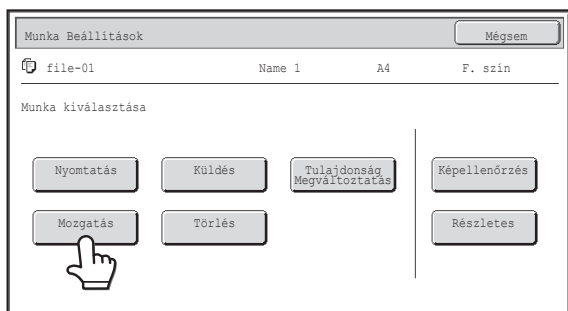 Munka Beállítások
Mégsem
file-01 Name 1 A4 F. szín
Munka kiválasztása
Nyomtatás Küldés Tulajdonság Megváltoztatás Képellenőrzés
Mozgatás Törlés Részletes